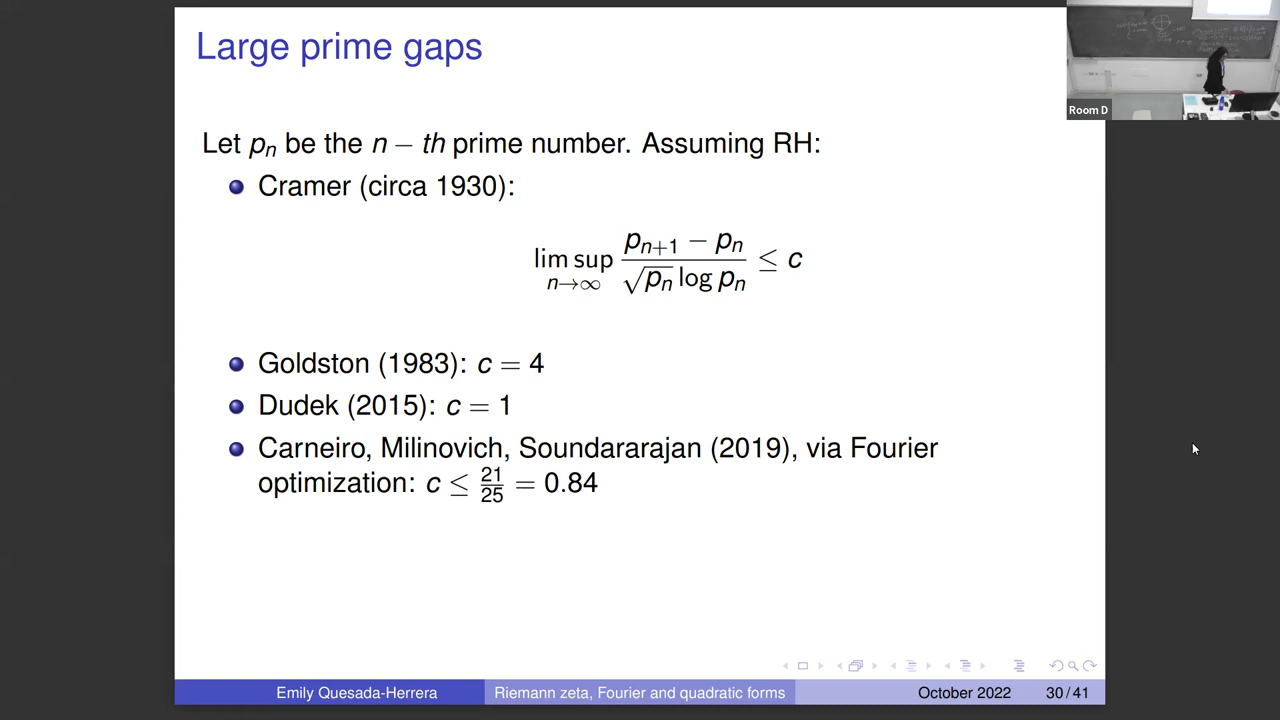 Large prime gaps
Let pₙ be the n − th prime number. Assuming RH:
Cramer (circa 1930):
lim sup_{n→∞} (pₙ₊₁ − pₙ) / (√pₙ log pₙ) ≤ c
Goldston (1983): c = 4
Dudek (2015): c = 1
Carneiro, Milinovich, Soundararajan (2019), via Fourier
optimization: c ≤ 21/25 = 0.84
Emily Quesada-Herrera
Riemann zeta, Fourier and quadratic forms
October 2022
30 / 41
Room D